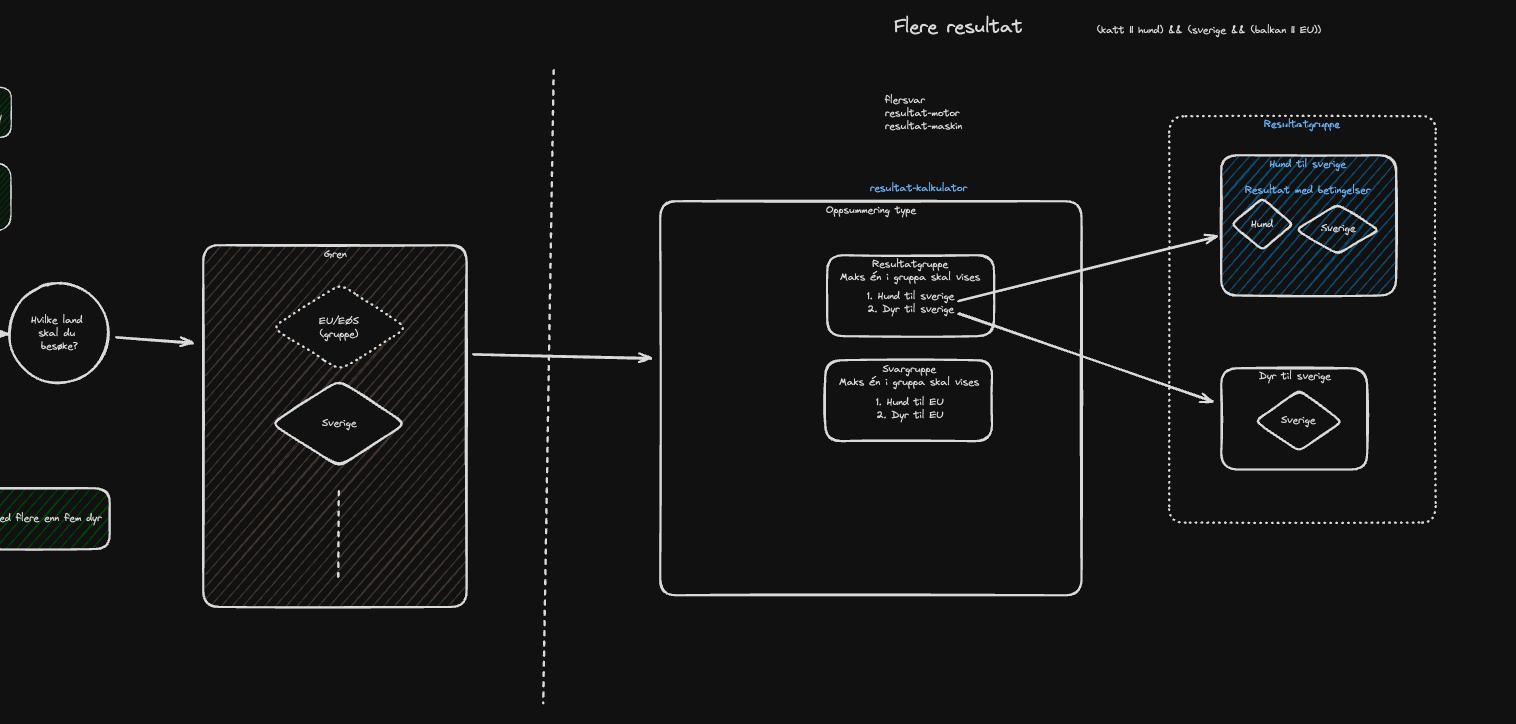 Flere resultat
(katt || hund) && (sverige && (balkan || EU))
flersvar
resultat-motor
resultat-maskin
Hvilke land
skal du
besøke?
ed flere enn fem dyr
Gren
EU/EØS
(gruppe)
Sverige
resultat-kalkulator
Oppsummering type
Resultatgruppe
Maks én i gruppa skal vises
1. Hund til sverige
2. Dyr til sverige
Svargruppe
Maks én i gruppa skal vises
1. Hund til EU
2. Dyr til EU
Resultatgruppe
Hund til sverige
Resultat med betingelser
Hund
Sverige
Dyr til sverige
Sverige